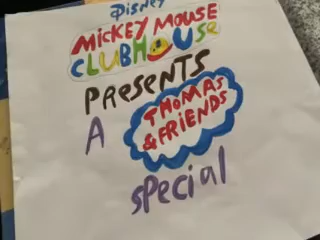 Disney
MiCKEY MOUSE
CLUBHOUSe
PRESENTS
A
THOMAS
& FRiENDS
sPecial